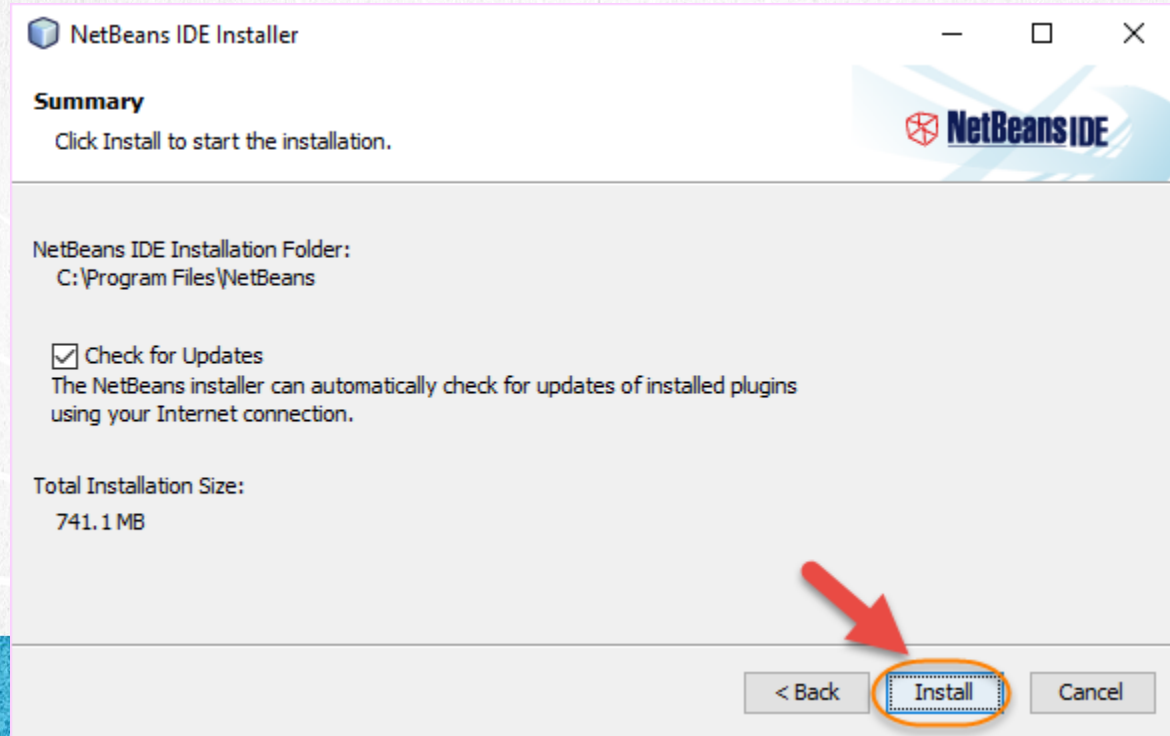 NetBeans IDE Installer
Summary
Click Install to start the installation.
NetBeans IDE
NetBeans IDE Installation Folder:
C:\Program Files\NetBeans
Check for Updates
The NetBeans installer can automatically check for updates of installed plugins
using your Internet connection.
Total Installation Size:
741.1 MB
< Back Install Cancel